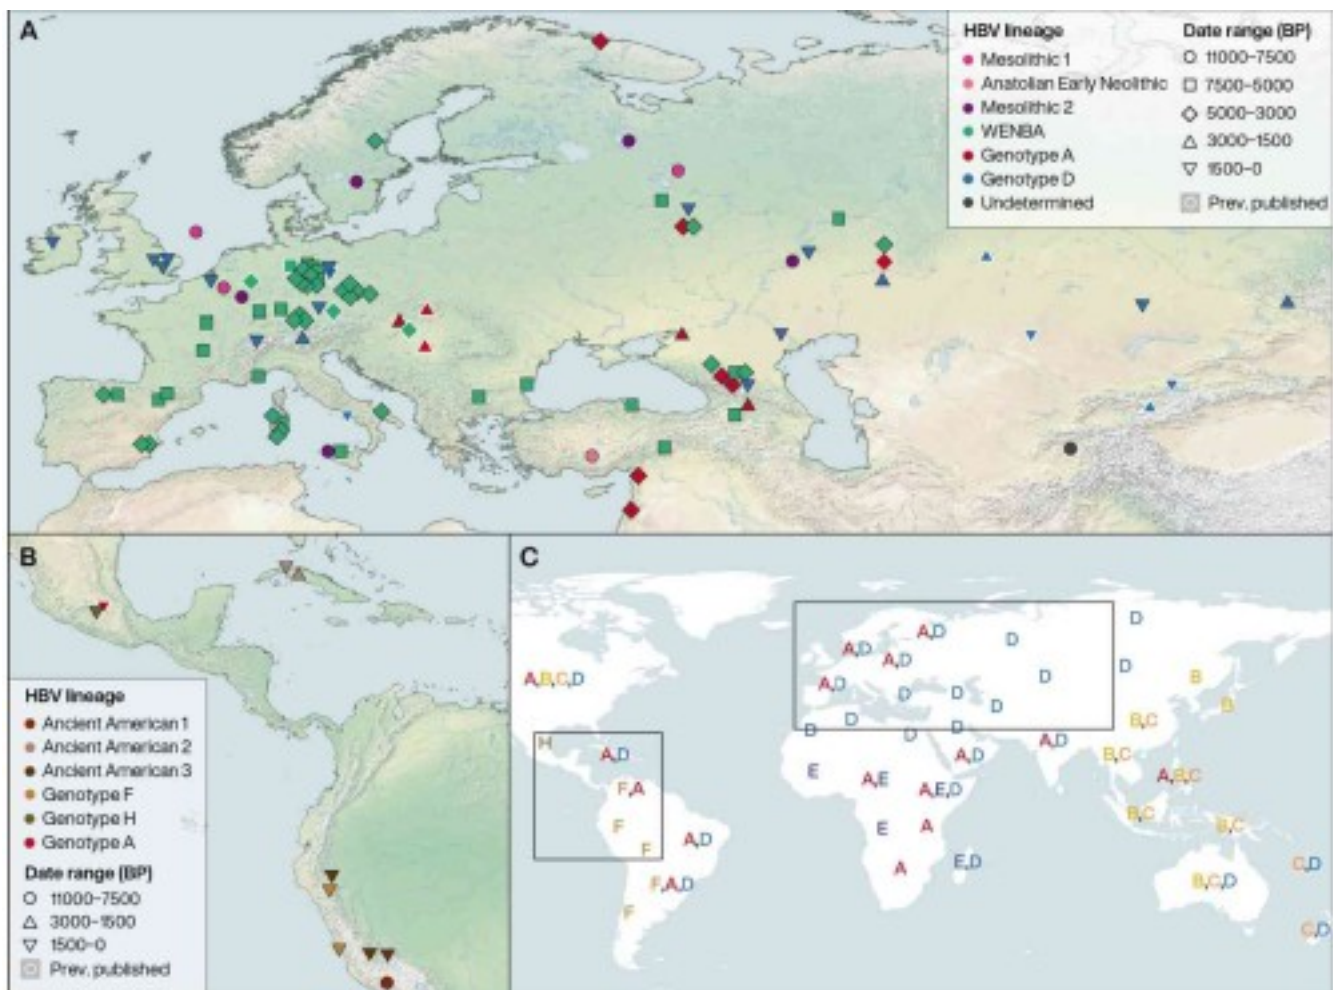 A
HBV lineage
Mesolithic 1
Anatolian Early Neolithic
Mesolithic 2
WENBA
Genotype A
Genotype D
Undetermined
Date range (BP)
11000–7500
7500–5000
5000–3000
3000–1500
1500–0
Prev. published
B
HBV lineage
Ancient American 1
Ancient American 2
Ancient American 3
Genotype F
Genotype H
Genotype A
Date range (BP)
11000–7500
3000–1500
1500–0
Prev. published
C
A,D
D
D
A,D
A,D
D
D
A,B,C,D
A,D
D
B
D
D
D
B
D
B,C
D
D
D
H
A,D
A,D
A,D
B,C
E
A,E
A,B,C
F,A
A,E,D
F
E
A
B,C
B,C
A,D
F
E,D
C,D
A
F,A,D
B,C,D
F
C,D